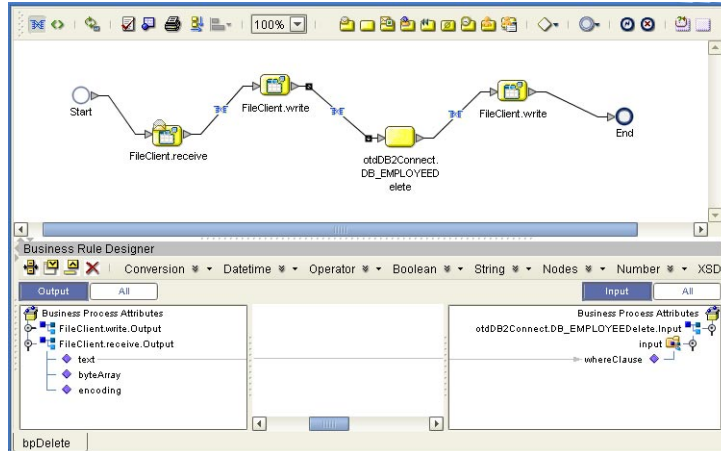 100%
Start
FileClient.receive
FileClient.write
otdDB2Connect.
DB_EMPLOYEED
elete
FileClient.write
End
Business Rule Designer
Conversion Datetime Operator Boolean String Nodes Number XSD
Output All Input All
Business Process Attributes Business Process Attributes
FileClient.write.Output otdDB2Connect.DB_EMPLOYEEDelete.Input
FileClient.receive.Output input
text whereClause
byteArray
encoding
bpDelete